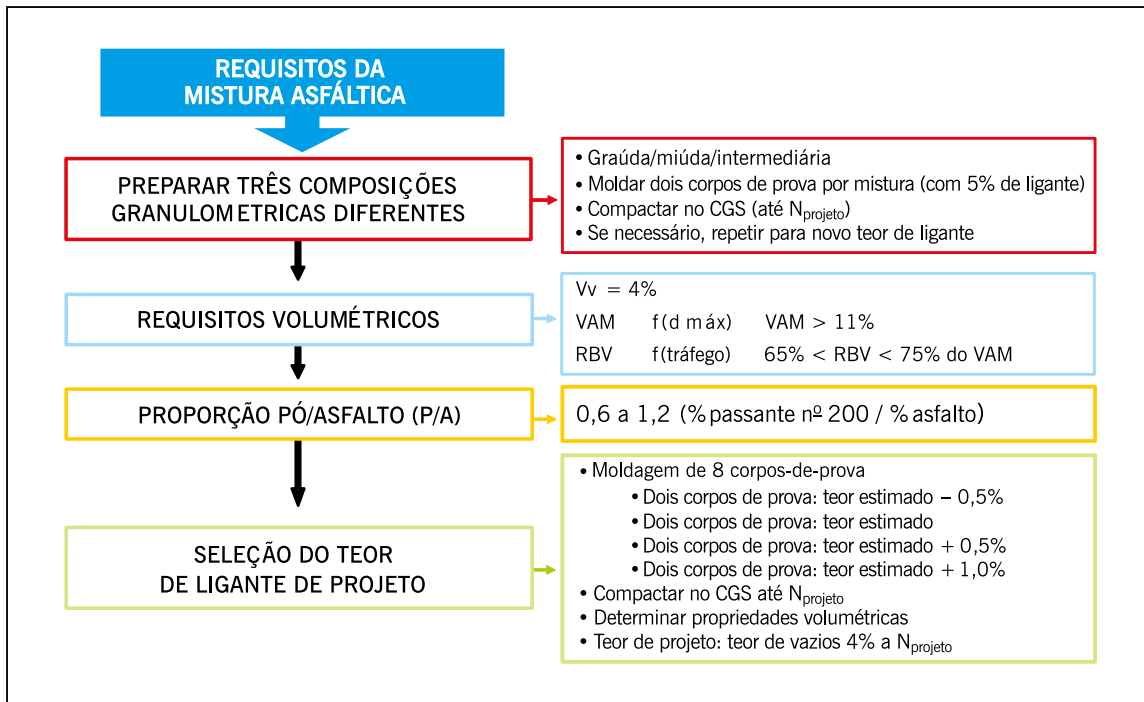 REQUISITOS DA
MISTURA ASFÁLTICA
PREPARAR TRÊS COMPOSIÇÕES
GRANULOMETRICAS DIFERENTES
• Graúda/miúda/intermediária
• Moldar dois corpos de prova por mistura (com 5% de ligante)
• Compactar no CGS (até Nprojeto)
• Se necessário, repetir para novo teor de ligante
REQUISITOS VOLUMÉTRICOS
Vv = 4%
VAM f(d máx) VAM > 11%
RBV f(tráfego) 65% < RBV < 75% do VAM
PROPORÇÃO PÓ/ASFALTO (P/A)
0,6 a 1,2 (% passante nº 200 / % asfalto)
SELEÇÃO DO TEOR
DE LIGANTE DE PROJETO
• Moldagem de 8 corpos-de-prova
• Dois corpos de prova: teor estimado – 0,5%
• Dois corpos de prova: teor estimado
• Dois corpos de prova: teor estimado + 0,5%
• Dois corpos de prova: teor estimado + 1,0%
• Compactar no CGS até Nprojeto
• Determinar propriedades volumétricas
• Teor de projeto: teor de vazios 4% a Nprojeto